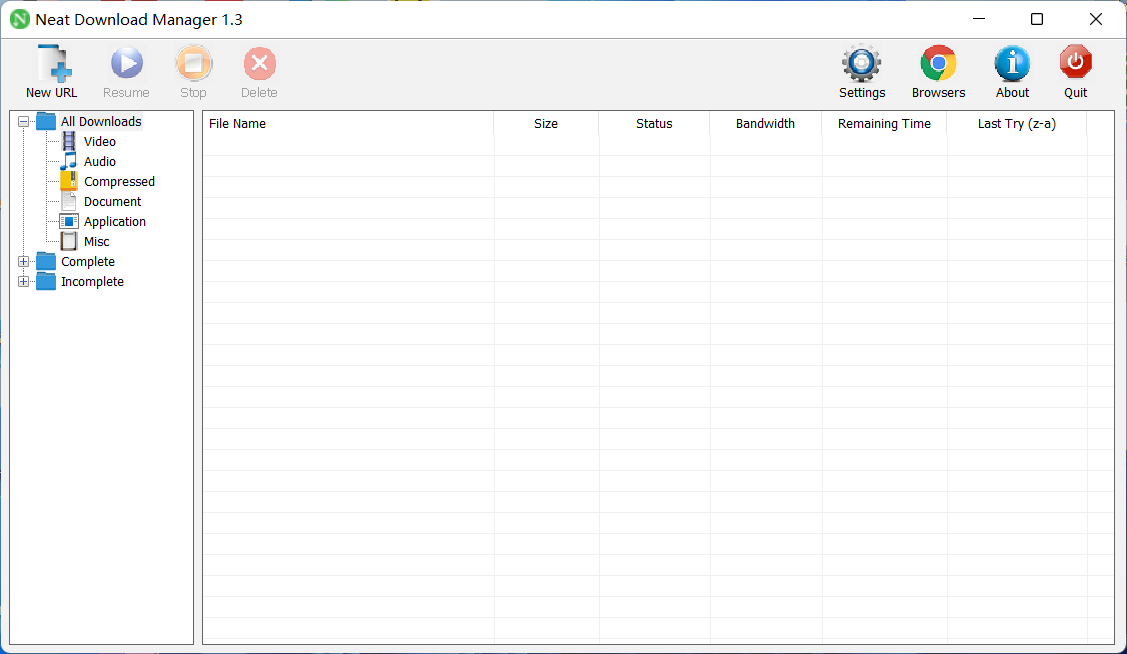 Neat Download Manager 1.3
New URL Resume Stop Delete Settings Browsers About Quit
All Downloads
Video
Audio
Compressed
Document
Application
Misc
Complete
Incomplete
File Name Size Status Bandwidth Remaining Time Last Try (z-a)